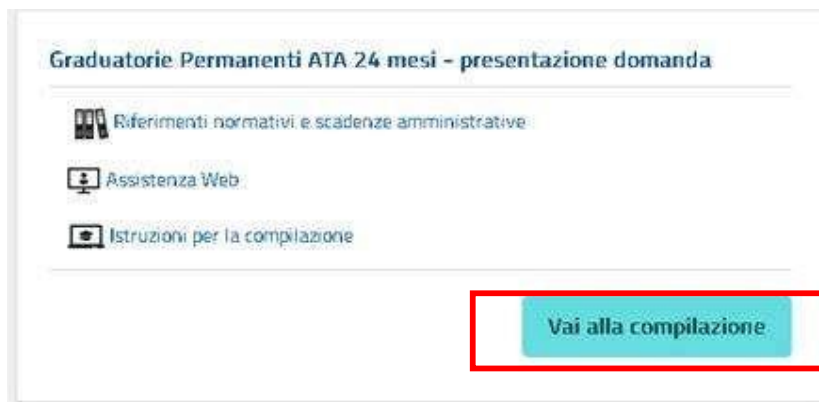 Graduatorie Permanenti ATA 24 mesi – presentazione domanda
Riferimenti normativi e scadenze amministrative
Assistenza Web
Istruzioni per la compilazione
Vai alla compilazione